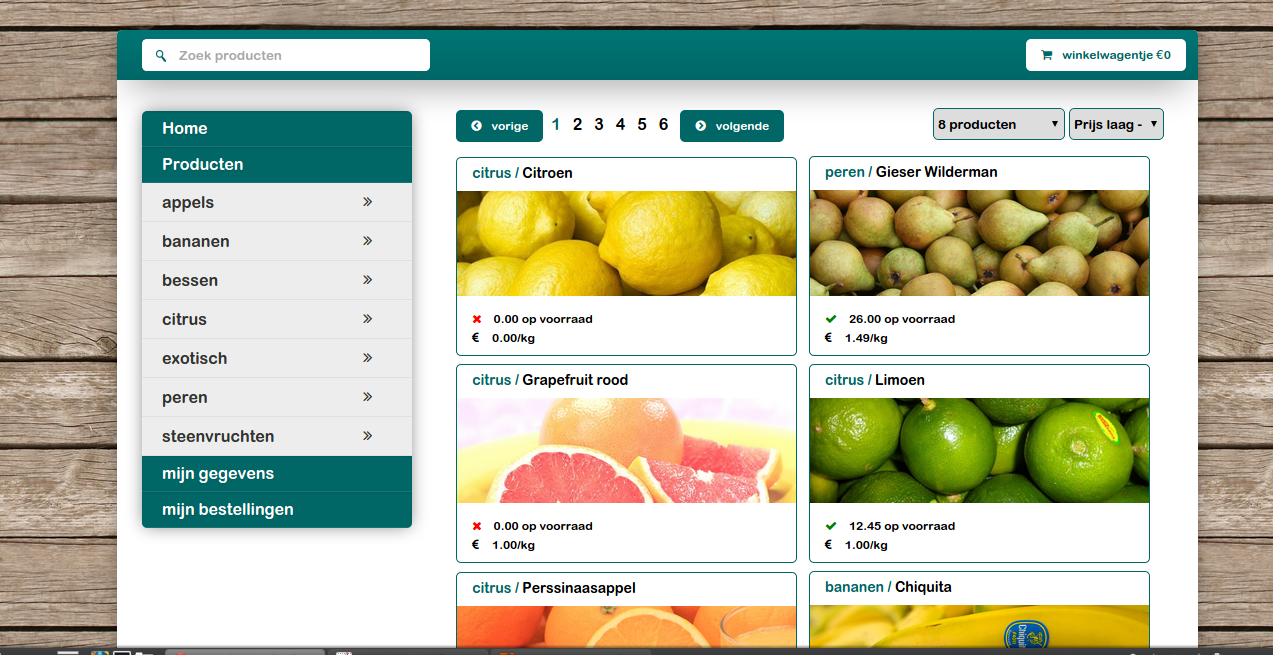 Zoek producten
winkelwagentje €0
Home
Producten
appels
bananen
bessen
citrus
exotisch
peren
steenvruchten
mijn gegevens
mijn bestellingen
vorige 1 2 3 4 5 6 volgende
8 producten
Prijs laag -
citrus / Citroen
0.00 op voorraad
€ 0.00/kg
peren / Gieser Wilderman
26.00 op voorraad
€ 1.49/kg
citrus / Grapefruit rood
0.00 op voorraad
€ 1.00/kg
citrus / Limoen
12.45 op voorraad
€ 1.00/kg
citrus / Perssinaasappel
bananen / Chiquita
Chiquita